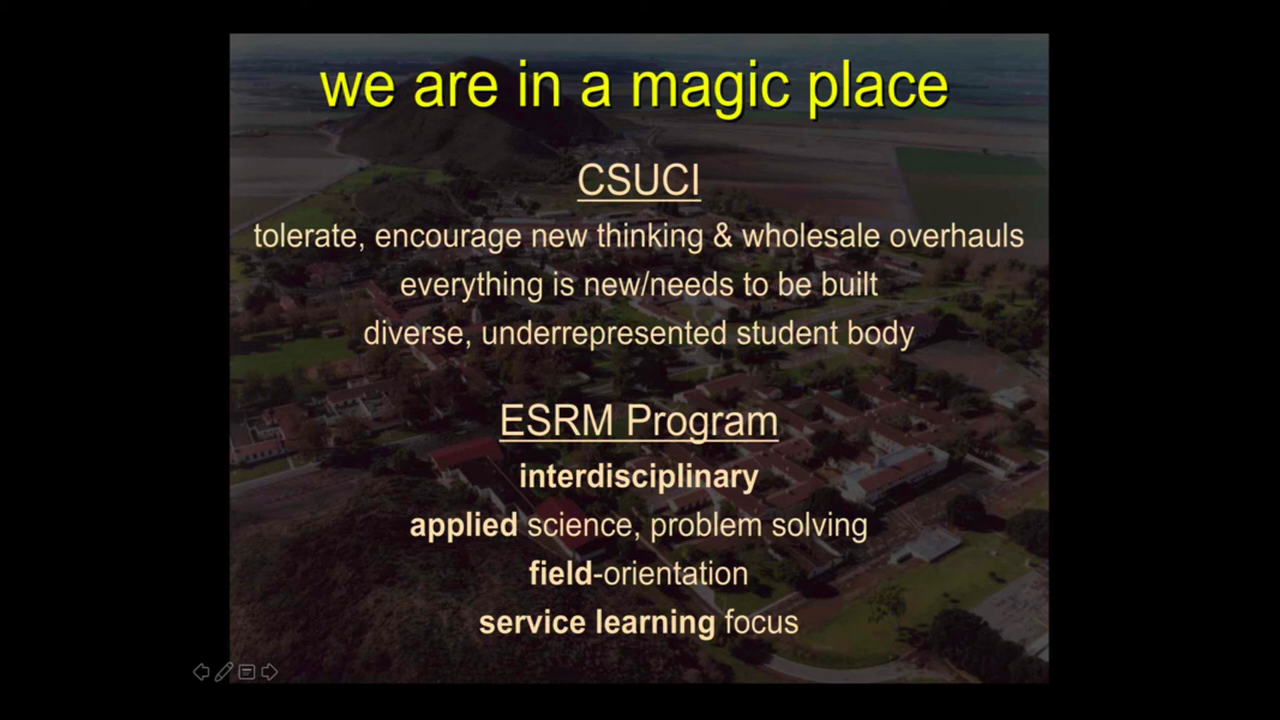 we are in a magic place
CSUCI
tolerate, encourage new thinking & wholesale overhauls
everything is new/needs to be built
diverse, underrepresented student body
ESRM Program
interdisciplinary
applied science, problem solving
field-orientation
service learning focus